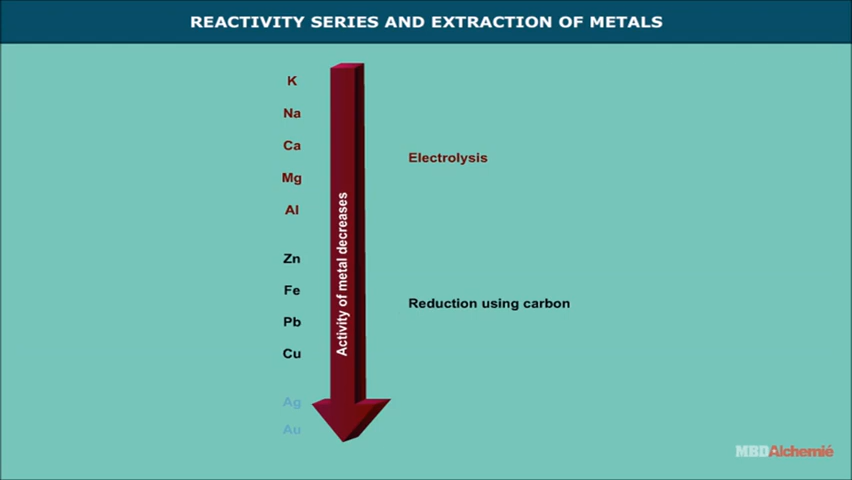 REACTIVITY SERIES AND EXTRACTION OF METALS
K
Na
Ca
Mg
Al
Zn
Fe
Pb
Cu
Ag
Au
Activity of metal decreases
Electrolysis
Reduction using carbon
MBDAlchemié